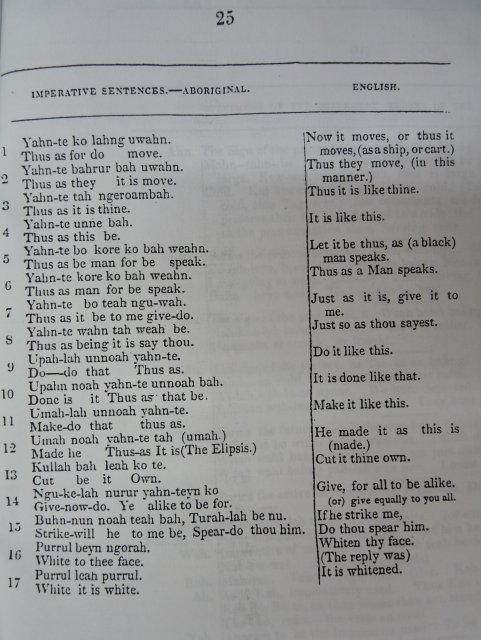 25
IMPERATIVE SENTENCES.—ABORIGINAL.
ENGLISH.
1 Yahn-te ko lahng uwahn.
Thus as for do move.
2 Yahn-te bahrur bah uwahn.
Thus as they it is move.
3 Yahn-te tah ngeroambah.
Thus as it is thine.
4 Yahn-te unne bah.
Thus as this be.
5 Yahn-te bo kore ko bah weahn.
Thus as be man for be speak.
6 Yahn-te kore ko bah weahn.
Thus as man for be speak.
7 Yahn-te bo teah ngu-wah.
Thus as it be to me give-do.
8 Yahn-te wahn tah weah be.
Thus as being it is say thou.
9 Upah-lah unnoah yahn-te.
Do—do that Thus as.
10 Upahn noah yahn-te unnoah bah.
Done is it Thus as that be.
11 Umah-lah unnoah yahn-te.
Make-do that thus as.
12 Umah noah yahn-te tah (umah.)
Made he Thus-as It is (The Elipsis.)
13 Kullah bah leah ko te.
Cut be it Own.
14 Ngu-ke-lah nurur yahn-teyn ko
Give-now-do. Ye alike to be for.
15 Buhn-nun noah teah bah, Turah-lah be nu.
Strike-will he to me be, Spear-do thou him.
16 Purrul beyn ngorah.
White to thee face.
17 Purrul leah purrul.
White it is white.
Now it moves, or thus it
moves, (as a ship, or cart.)
Thus they move, (in this
manner.)
Thus it is like thine.
It is like this.
Let it be thus, as (a black)
man speaks.
Thus as a Man speaks.
Just as it is, give it to
me.
Just so as thou sayest.
Do it like this.
It is done like that.
Make it like this.
He made it as this is
(made.)
Cut it thine own.
Give, for all to be alike.
(or) give equally to you all.
If he strike me,
Do thou spear him.
Whiten thy face.
(The reply was)
It is whitened.